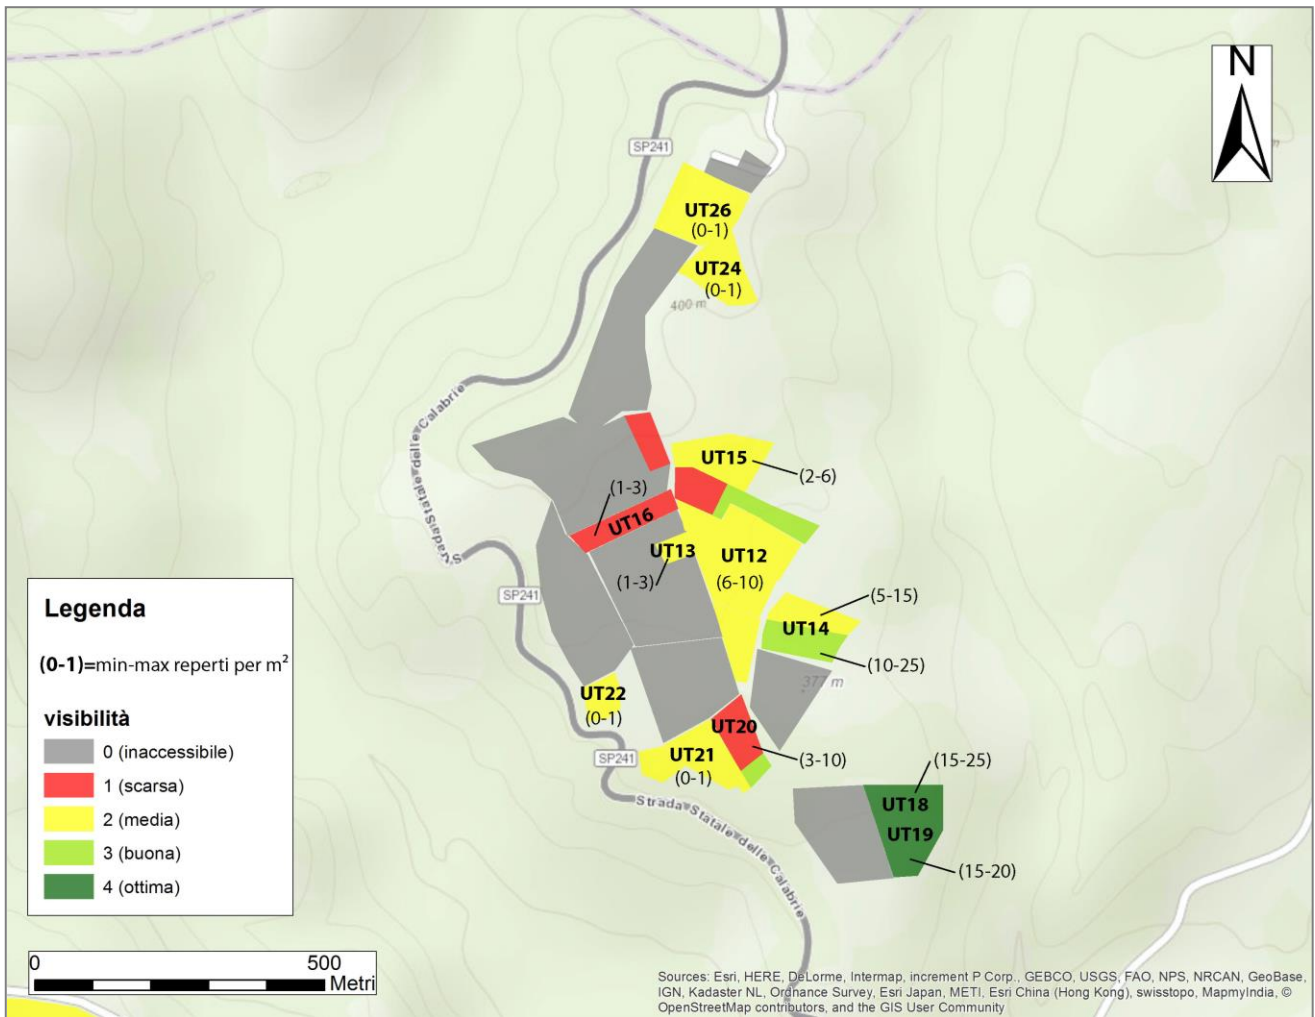 N
SP241
UT26
(0-1)
UT24
(0-1)
400 m
Strada Statale delle Calabrie
UT15
(2-6)
(1-3)
UT16
UT13
(1-3)
UT12
(6-10)
SP241
(5-15)
UT14
(10-25)
377 m
UT22
(0-1)
UT20
(3-10)
UT21
(0-1)
SP241
Strada Statale delle Calabrie
(15-25)
UT18
UT19
(15-20)
Legenda
(0-1)=min-max reperti per m²
visibilità
0 (inaccessibile)
1 (scarsa)
2 (media)
3 (buona)
4 (ottima)
0 500
Metri
Sources: Esri, HERE, DeLorme, Intermap, increment P Corp., GEBCO, USGS, FAO, NPS, NRCAN, GeoBase,
IGN, Kadaster NL, Ordnance Survey, Esri Japan, METI, Esri China (Hong Kong), swisstopo, MapmyIndia, ©
OpenStreetMap contributors, and the GIS User Community